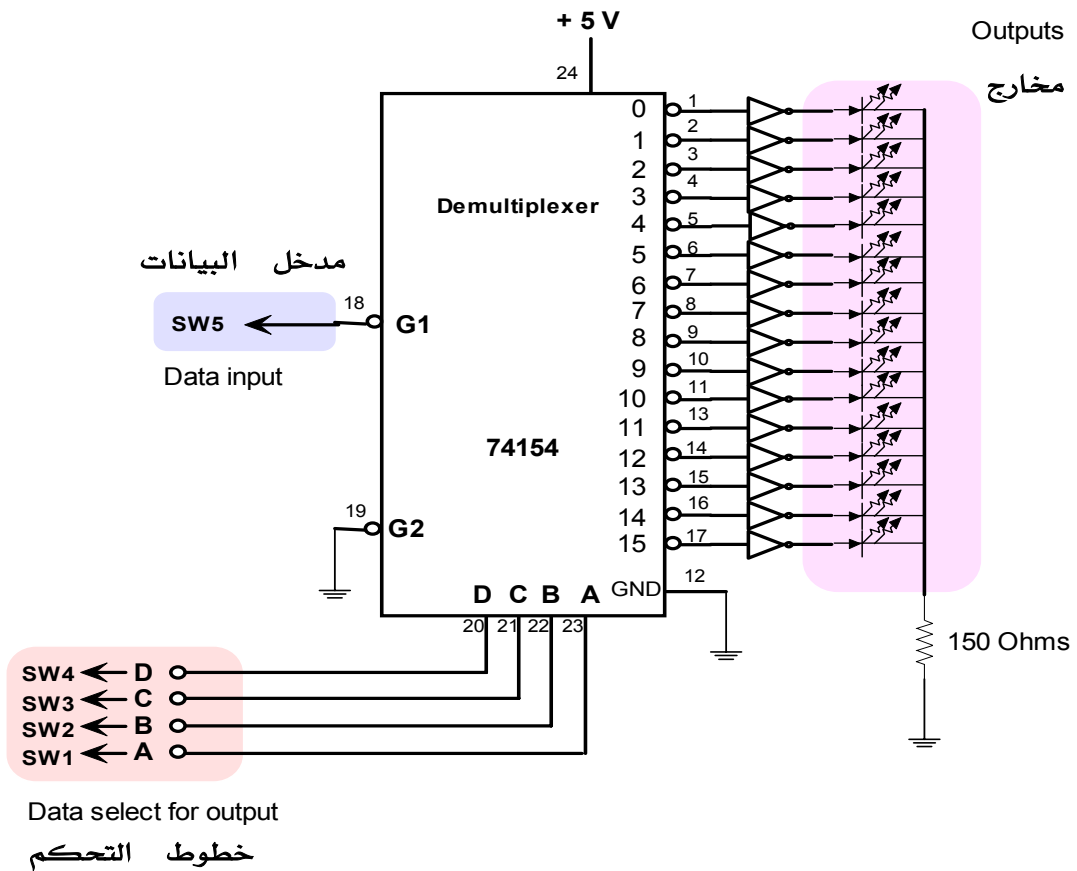 + 5 V
Outputs
مخارج
24
0 1
1 2
2 3
3 4
4 5
5 6
6 7
7 8
8 9
9 10
10 11
11 13
12 14
13 15
14 16
15 17
Demultiplexer
74154
مدخل البيانات
SW5
18
G1
Data input
19
G2
D C B A
GND 12
20 21 22 23
150 Ohms
SW4 D
SW3 C
SW2 B
SW1 A
Data select for output
خطوط التحكم